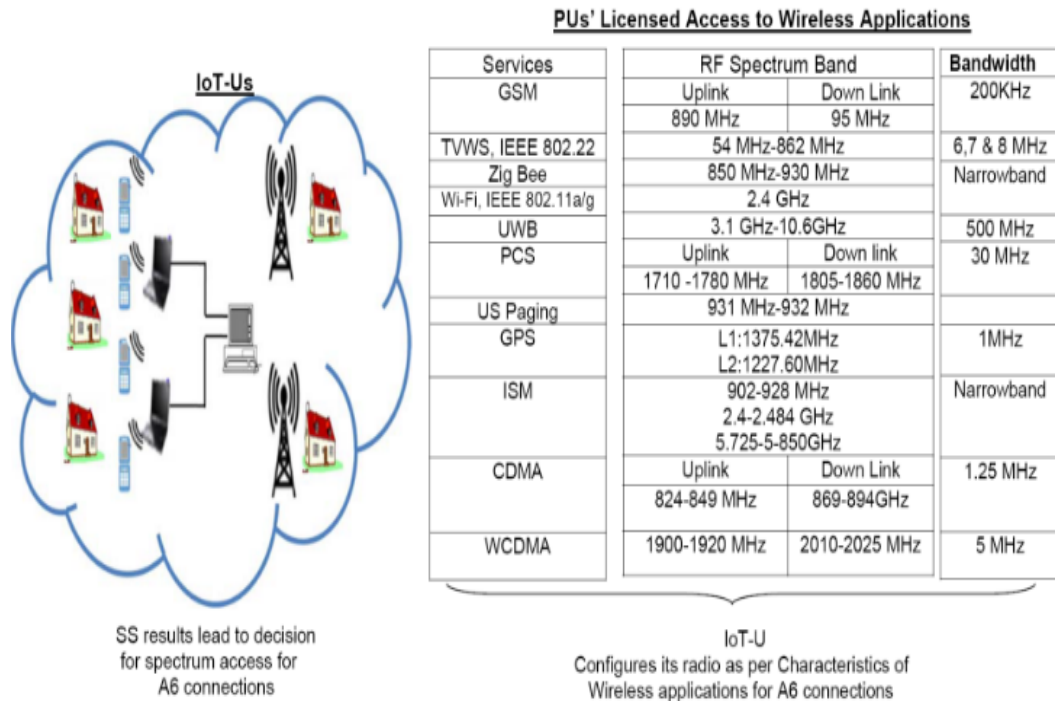 PUs' Licensed Access to Wireless Applications
IoT-Us
Services RF Spectrum Band Bandwidth
GSM Uplink Down Link 200KHz
890 MHz 95 MHz
TVWS, IEEE 802.22 54 MHz-862 MHz 6,7 & 8 MHz
Zig Bee 850 MHz-930 MHz Narrowband
Wi-Fi, IEEE 802.11a/g 2.4 GHz
UWB 3.1 GHz-10.6GHz 500 MHz
PCS Uplink Down link 30 MHz
1710 -1780 MHz 1805-1860 MHz
US Paging 931 MHz-932 MHz
GPS L1:1375.42MHz 1MHz
L2:1227.60MHz
ISM 902-928 MHz Narrowband
2.4-2.484 GHz
5.725-5-850GHz
CDMA Uplink Down Link 1.25 MHz
824-849 MHz 869-894GHz
WCDMA 1900-1920 MHz 2010-2025 MHz 5 MHz
SS results lead to decision
for spectrum access for
A6 connections
IoT-U
Configures its radio as per Characteristics of
Wireless applications for A6 connections